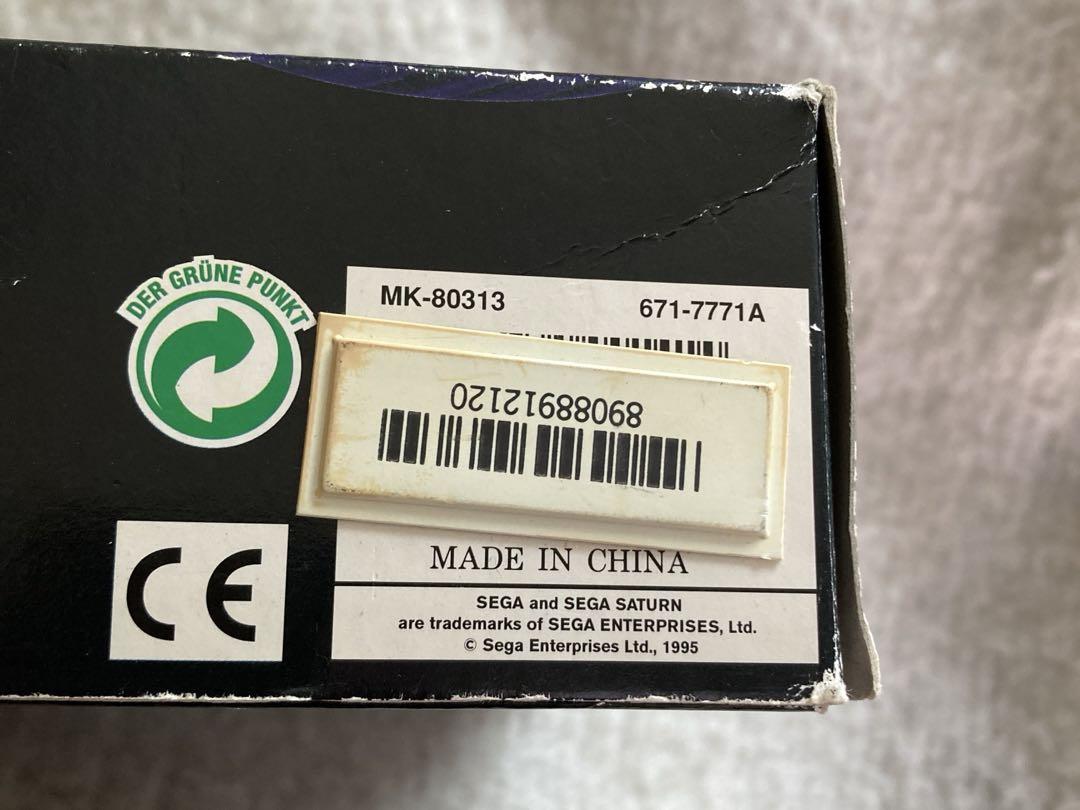 DER GRÜNE PUNKT
MK-80313 671-7771A
89088912120
CE
MADE IN CHINA
SEGA and SEGA SATURN
are trademarks of SEGA ENTERPRISES, Ltd.
© Sega Enterprises Ltd., 1995